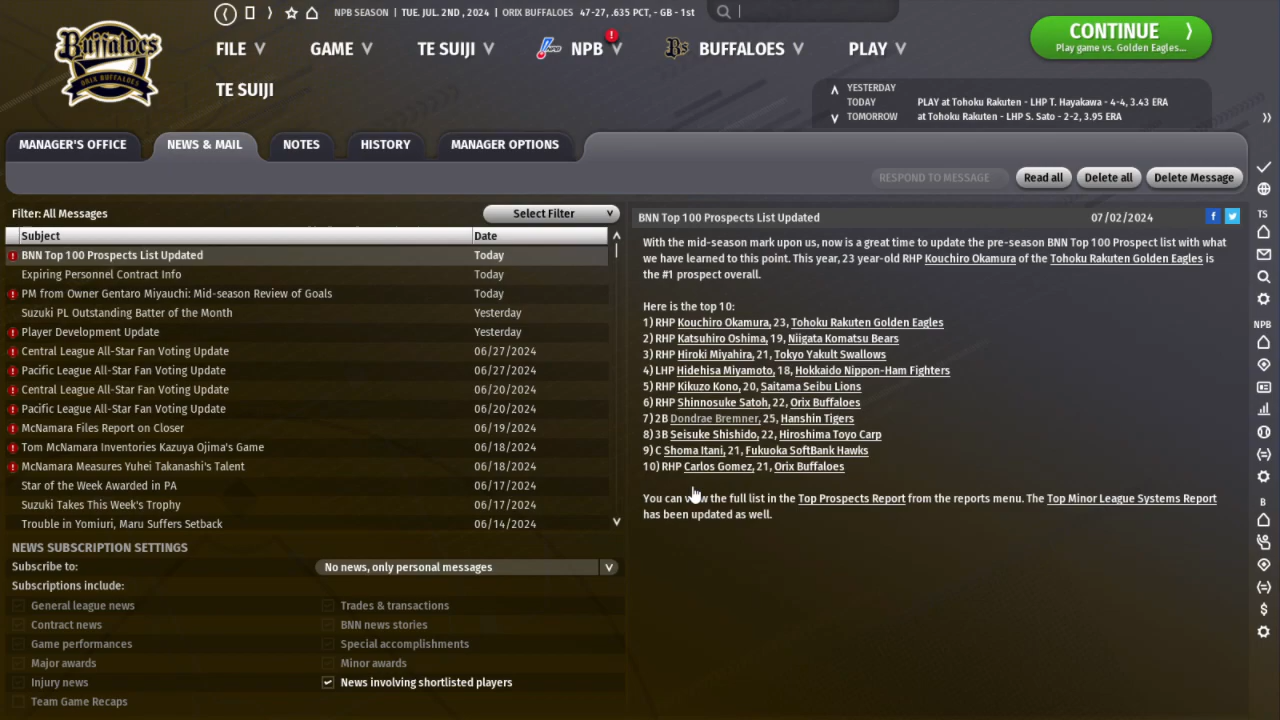 NPB SEASON | TUE. JUL. 2ND , 2024 | ORIX BUFFALOES 47-27, .635 PCT, - GB - 1st
Buffaloes
ORIX BUFFALOES
FILE GAME TE SUIJI NPB BUFFALOES PLAY
TE SUIJI
CONTINUE
Play game vs. Golden Eagles...
YESTERDAY
TODAY PLAY at Tohoku Rakuten - LHP T. Hayakawa - 4-4, 3.43 ERA
TOMORROW at Tohoku Rakuten - LHP S. Sato - 2-2, 3.95 ERA
MANAGER'S OFFICE NEWS & MAIL NOTES HISTORY MANAGER OPTIONS
RESPOND TO MESSAGE Read all Delete all Delete Message
Filter: All Messages Select Filter
Subject Date
BNN Top 100 Prospects List Updated Today
Expiring Personnel Contract Info Today
PM from Owner Gentaro Miyauchi: Mid-season Review of Goals Today
Suzuki PL Outstanding Batter of the Month Yesterday
Player Development Update Yesterday
Central League All-Star Fan Voting Update 06/27/2024
Pacific League All-Star Fan Voting Update 06/27/2024
Central League All-Star Fan Voting Update 06/20/2024
Pacific League All-Star Fan Voting Update 06/20/2024
McNamara Files Report on Closer 06/19/2024
Tom McNamara Inventories Kazuya Ojima's Game 06/18/2024
McNamara Measures Yuhei Takanashi's Talent 06/18/2024
Star of the Week Awarded in PA 06/17/2024
Suzuki Takes This Week's Trophy 06/17/2024
Trouble in Yomiuri, Maru Suffers Setback 06/14/2024
NEWS SUBSCRIPTION SETTINGS
Subscribe to: No news, only personal messages
Subscriptions include:
General league news Trades & transactions
Contract news BNN news stories
Game performances Special accomplishments
Major awards Minor awards
Injury news News involving shortlisted players
Team Game Recaps
BNN Top 100 Prospects List Updated 07/02/2024
With the mid-season mark upon us, now is a great time to update the pre-season BNN Top 100 Prospect list with what
we have learned to this point. This year, 23 year-old RHP Kouchiro Okamura of the Tohoku Rakuten Golden Eagles is
the #1 prospect overall.
Here is the top 10:
1) RHP Kouchiro Okamura, 23, Tohoku Rakuten Golden Eagles
2) RHP Katsuhiro Oshima, 19, Niigata Komatsu Bears
3) RHP Hiroki Miyahira, 21, Tokyo Yakult Swallows
4) LHP Hidehisa Miyamoto, 18, Hokkaido Nippon-Ham Fighters
5) RHP Kikuzo Kono, 20, Saitama Seibu Lions
6) RHP Shinnosuke Satoh, 22, Orix Buffaloes
7) 2B Dondrae Bremner, 25, Hanshin Tigers
8) 3B Seisuke Shishido, 22, Hiroshima Toyo Carp
9) C Shoma Itani, 21, Fukuoka SoftBank Hawks
10) RHP Carlos Gomez, 21, Orix Buffaloes
You can view the full list in the Top Prospects Report from the reports menu. The Top Minor League Systems Report
has been updated as well.
TS
NPB
B